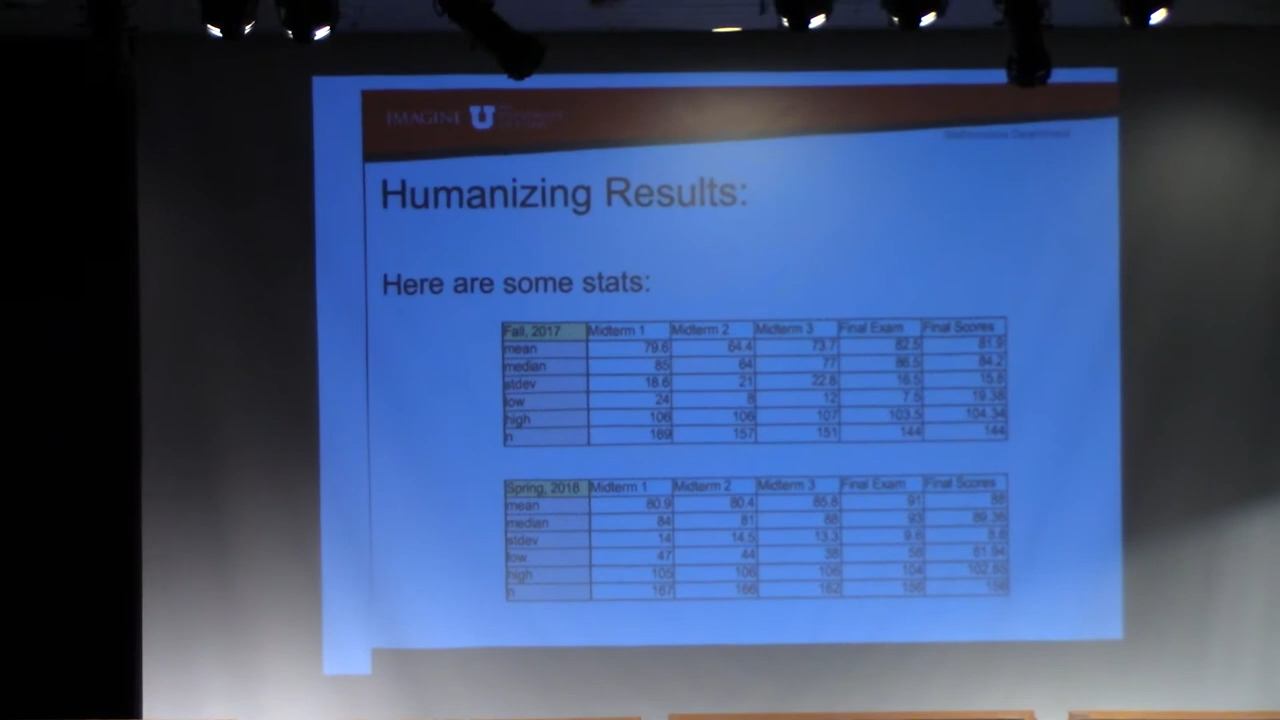 IMAGINE U
Mathematics Department
Humanizing Results:
Here are some stats:
Fall, 2017 Midterm 1 Midterm 2 Midterm 3 Final Exam Final Scores
mean 79.6 64.4 73.7 82.5 81.9
median 85 64 77 86.5 84.2
stdev 18.6 21 22.8 16.5 15.8
low 24 8 12 7.5 19.38
high 106 106 107 103.5 104.34
n 169 157 151 144 144
Spring, 2018 Midterm 1 Midterm 2 Midterm 3 Final Exam Final Scores
mean 80.9 80.4 85.8 91 88
median 84 81 88 93 89.36
stdev 14 14.5 13.3 9.6
low 47 44 38 56 61.94
high 105 106 106 104
n 167 166 162